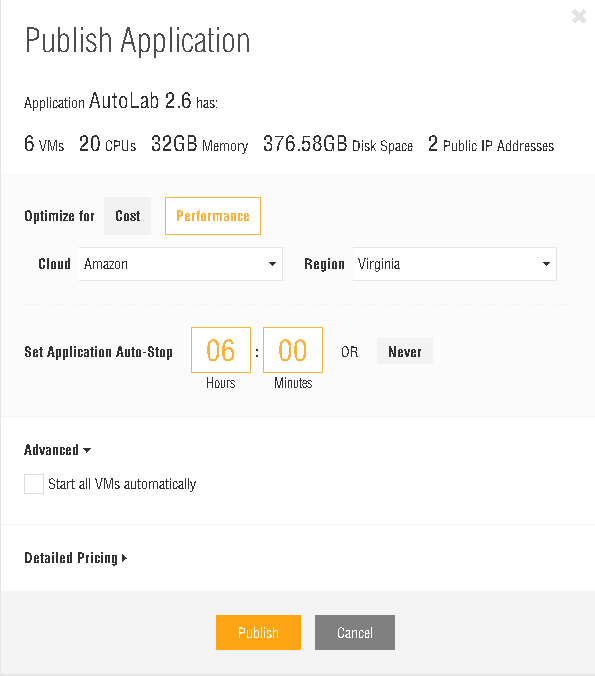 Publish Application
Application AutoLab 2.6 has:
6 VMs 20 CPUs 32GB Memory 376.58GB Disk Space 2 Public IP Addresses
Optimize for Cost Performance
Cloud Amazon Region Virginia
Set Application Auto-Stop 06 : 00 OR Never
Hours Minutes
Advanced
Start all VMs automatically
Detailed Pricing
Publish Cancel